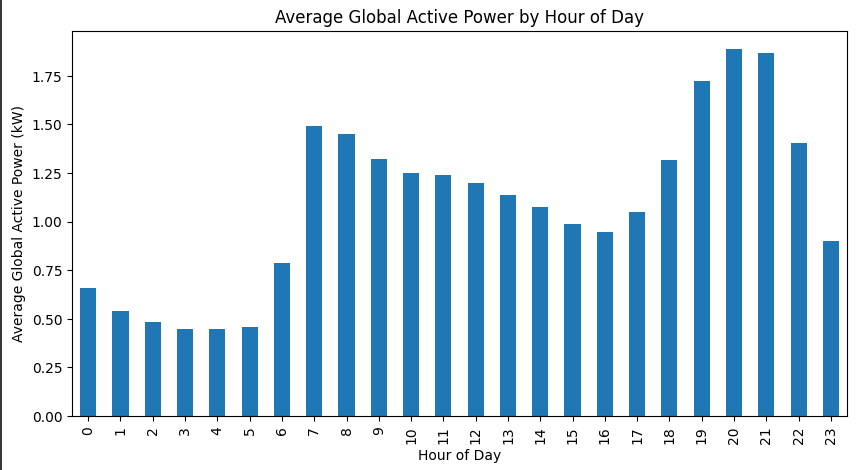 Average Global Active Power by Hour of Day
Average Global Active Power (kW)
1.75
1.50
1.25
1.00
0.75
0.50
0.25
0.00
0 1 2 3 4 5 6 7 8 9 10 11 12 13 14 15 16 17 18 19 20 21 22 23
Hour of Day